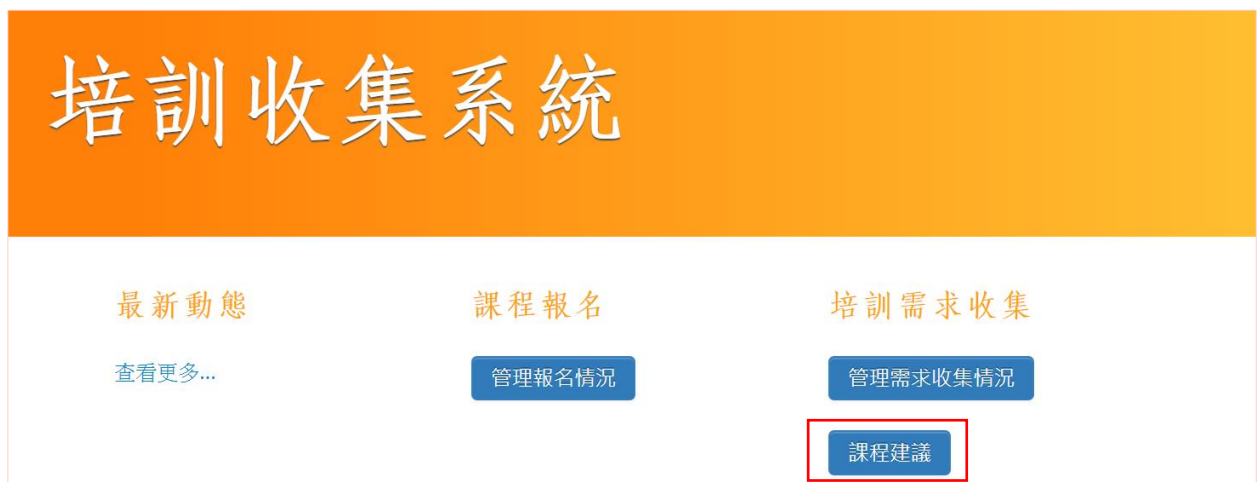 培訓收集系統
最新動態
查看更多...
課程報名
管理報名情況
培訓需求收集
管理需求收集情況
課程建議